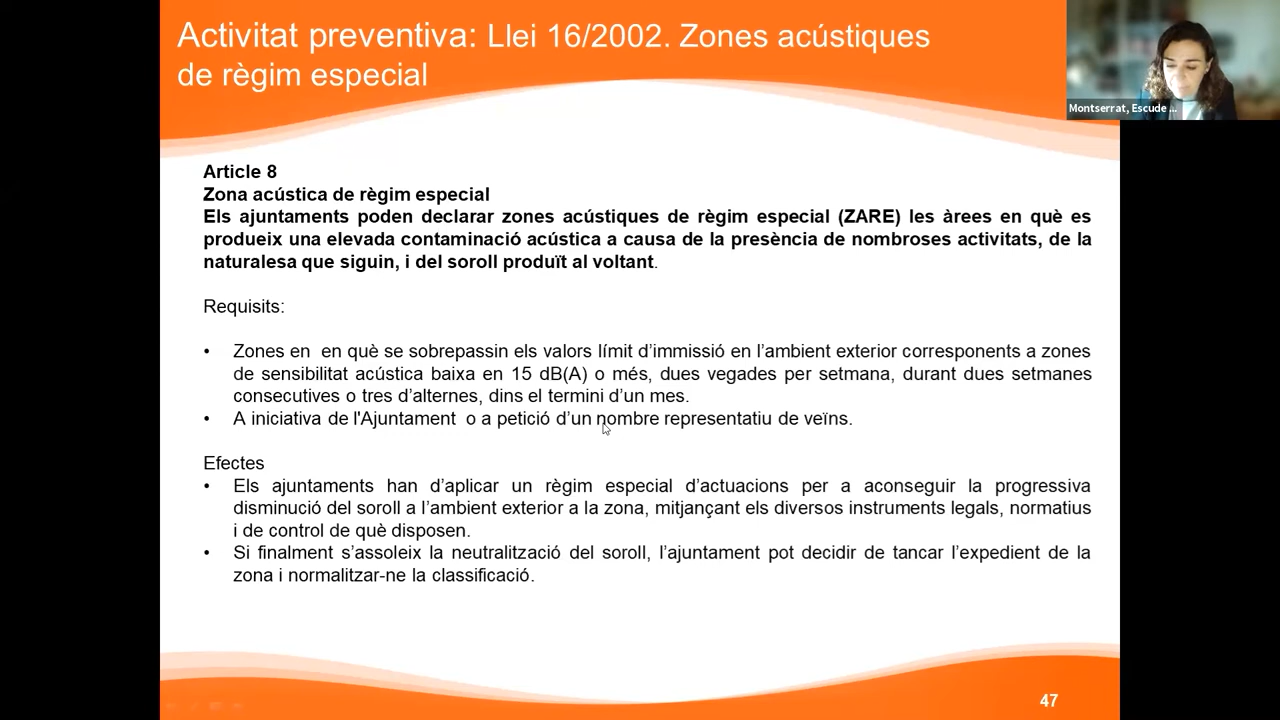 Activitat preventiva: Llei 16/2002. Zones acústiques
de règim especial
Montserrat, Escude ...
Article 8
Zona acústica de règim especial
Els ajuntaments poden declarar zones acústiques de règim especial (ZARE) les àrees en què es
produeix una elevada contaminació acústica a causa de la presència de nombroses activitats, de la
naturalesa que siguin, i del soroll produït al voltant.
Requisits:
• Zones en en què se sobrepassin els valors límit d’immissió en l’ambient exterior corresponents a zones
de sensibilitat acústica baixa en 15 dB(A) o més, dues vegades per setmana, durant dues setmanes
consecutives o tres d’alternes, dins el termini d’un mes.
• A iniciativa de l'Ajuntament o a petició d’un nombre representatiu de veïns.
Efectes
• Els ajuntaments han d’aplicar un règim especial d’actuacions per a aconseguir la progressiva
disminució del soroll a l’ambient exterior a la zona, mitjançant els diversos instruments legals, normatius
i de control de què disposen.
• Si finalment s’assoleix la neutralització del soroll, l’ajuntament pot decidir de tancar l’expedient de la
zona i normalitzar-ne la classificació.
47